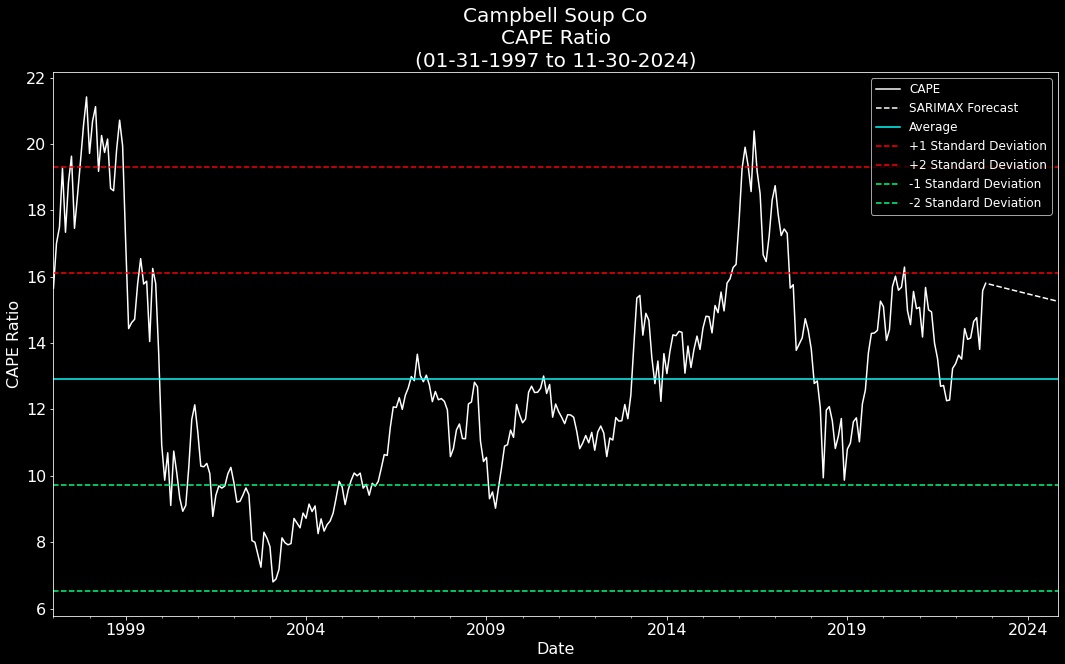 Campbell Soup Co
CAPE Ratio
(01-31-1997 to 11-30-2024)
CAPE
SARIMAX Forecast
Average
+1 Standard Deviation
+2 Standard Deviation
-1 Standard Deviation
-2 Standard Deviation
CAPE Ratio
22
20
18
16
14
12
10
8
6
1999 2004 2009 2014 2019 2024
Date